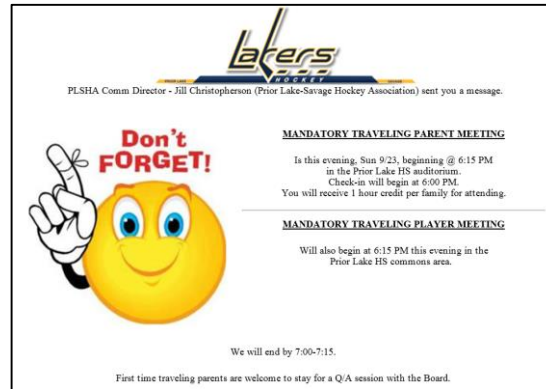 Lakers
HOCKEY
PRIOR LAKE
SAVAGE
PLSHA Comm Director - Jill Christopherson (Prior Lake-Savage Hockey Association) sent you a message.
Don't
FORGET!
MANDATORY TRAVELING PARENT MEETING
Is this evening, Sun 9/23, beginning @ 6:15 PM
in the Prior Lake HS auditorium.
Check-in will begin at 6:00 PM.
You will receive 1 hour credit per family for attending.
MANDATORY TRAVELING PLAYER MEETING
Will also begin at 6:15 PM this evening in the
Prior Lake HS commons area.
We will end by 7:00-7:15.
First time traveling parents are welcome to stay for a Q/A session with the Board.